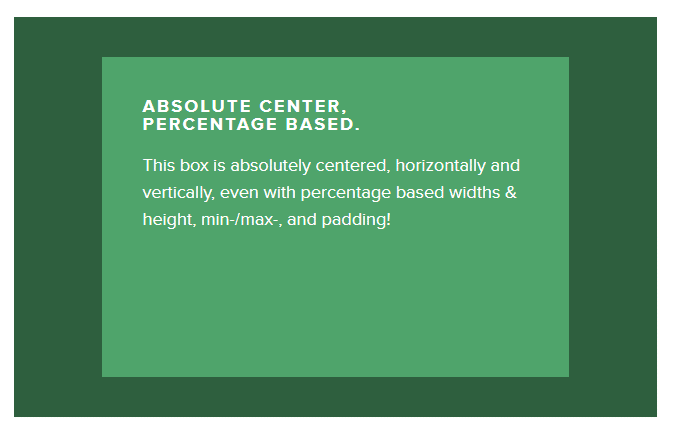 ABSOLUTE CENTER,
PERCENTAGE BASED.
This box is absolutely centered, horizontally and
vertically, even with percentage based widths &
height, min-/max-, and padding!